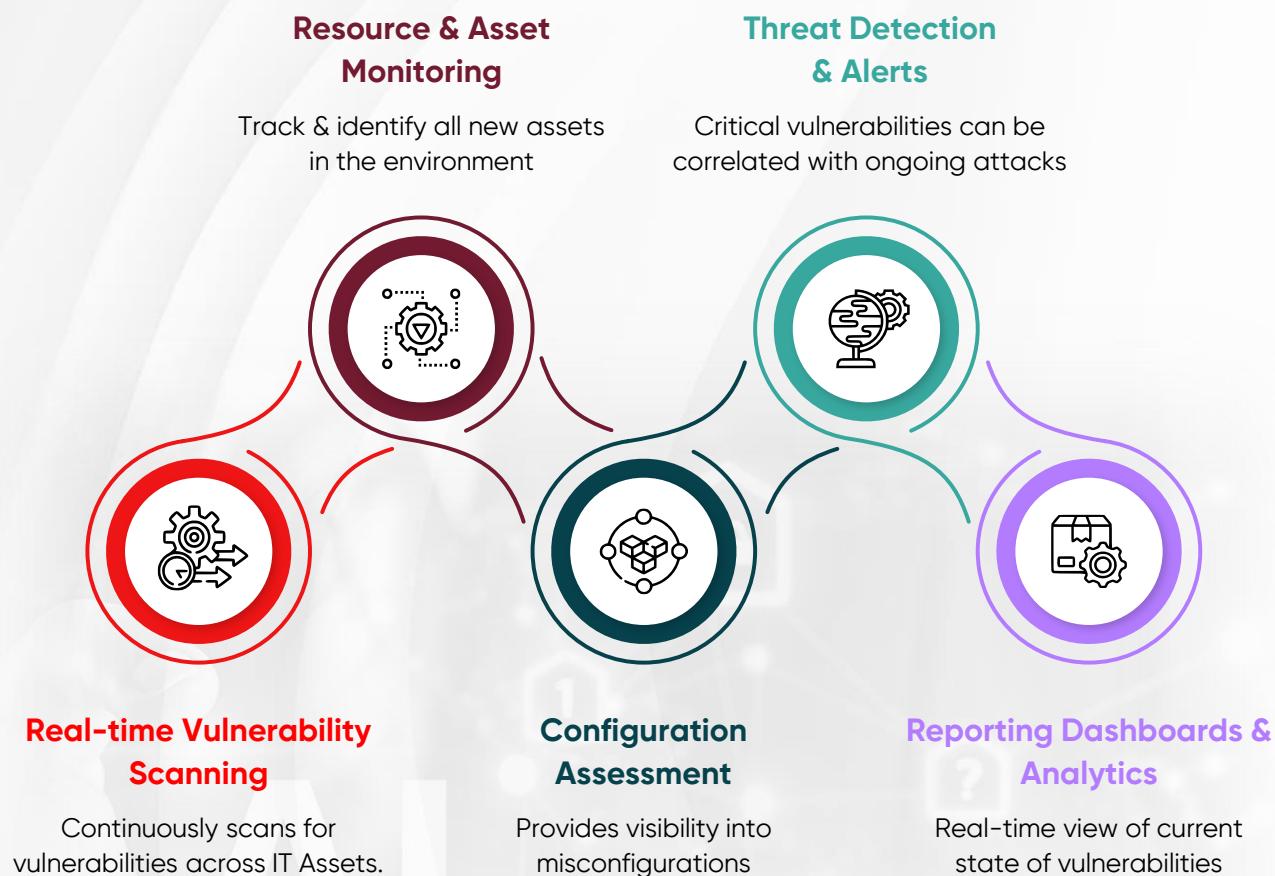 Resource & Asset
Monitoring
Track & identify all new assets
in the environment
Threat Detection
& Alerts
Critical vulnerabilities can be
correlated with ongoing attacks
Real-time Vulnerability
Scanning
Continuously scans for
vulnerabilities across IT Assets.
Configuration
Assessment
Provides visibility into
misconfigurations
Reporting Dashboards &
Analytics
Real-time view of current
state of vulnerabilities
1
?
AI